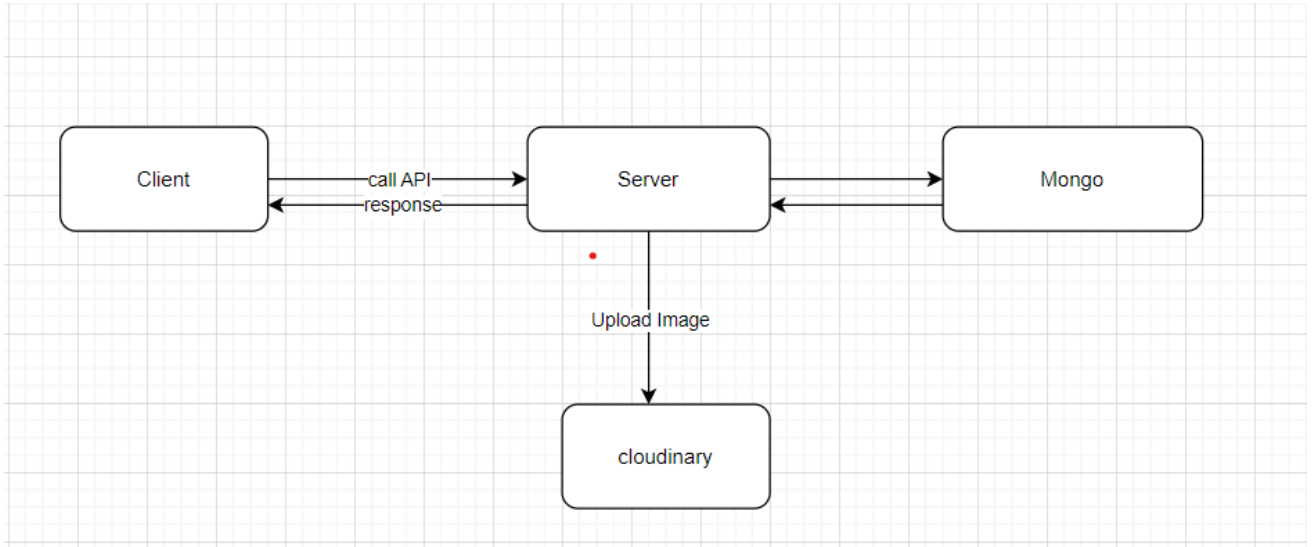 Client
call API
response
Server
Mongo
Upload Image
cloudinary